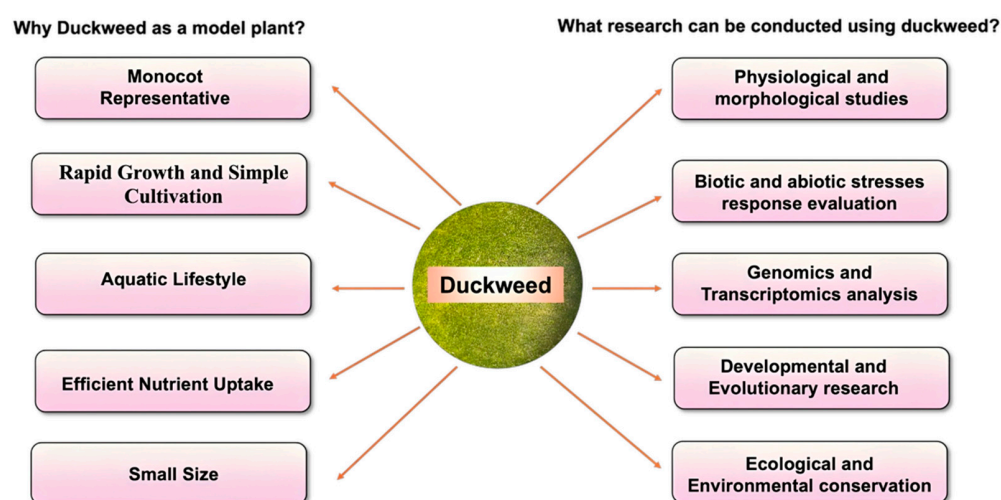 Why Duckweed as a model plant?
Monocot
Representative
Rapid Growth and Simple
Cultivation
Aquatic Lifestyle
Efficient Nutrient Uptake
Small Size
Duckweed
What research can be conducted using duckweed?
Physiological and
morphological studies
Biotic and abiotic stresses
response evaluation
Genomics and
Transcriptomics analysis
Developmental and
Evolutionary research
Ecological and
Environmental conservation